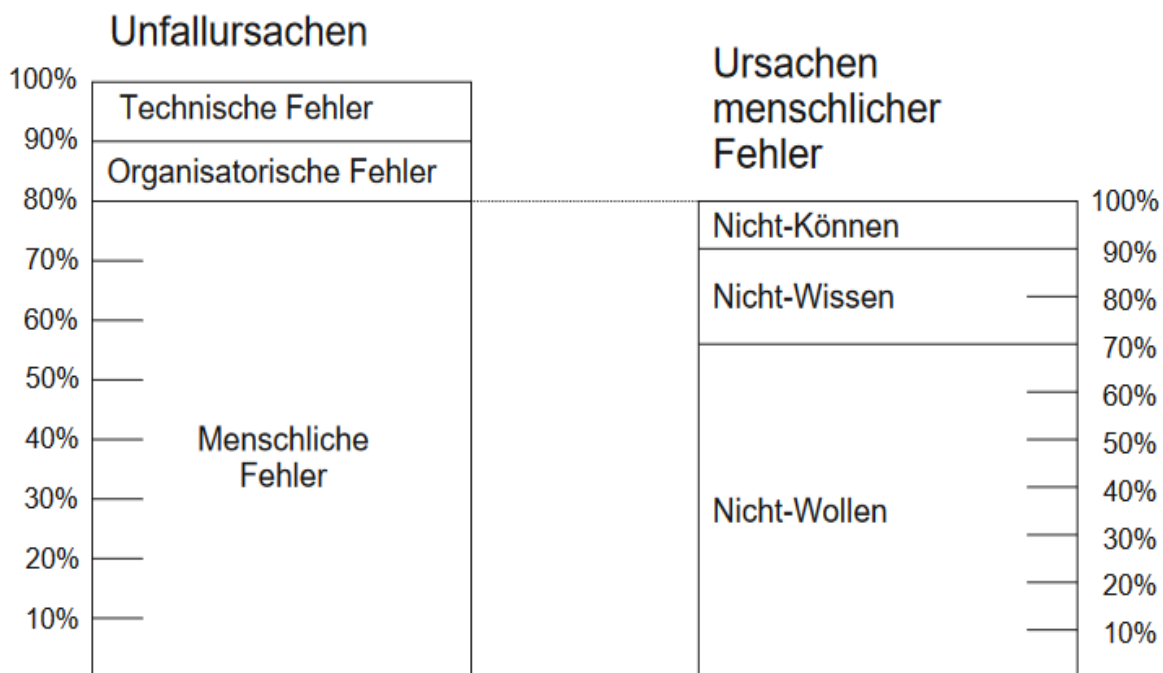 Unfallursachen
100%
Technische Fehler
90%
Organisatorische Fehler
80%
70%
60%
50%
40%
Menschliche
Fehler
30%
20%
10%
Ursachen
menschlicher
Fehler
100%
Nicht-Können
90%
Nicht-Wissen
80%
70%
60%
50%
40%
Nicht-Wollen
30%
20%
10%